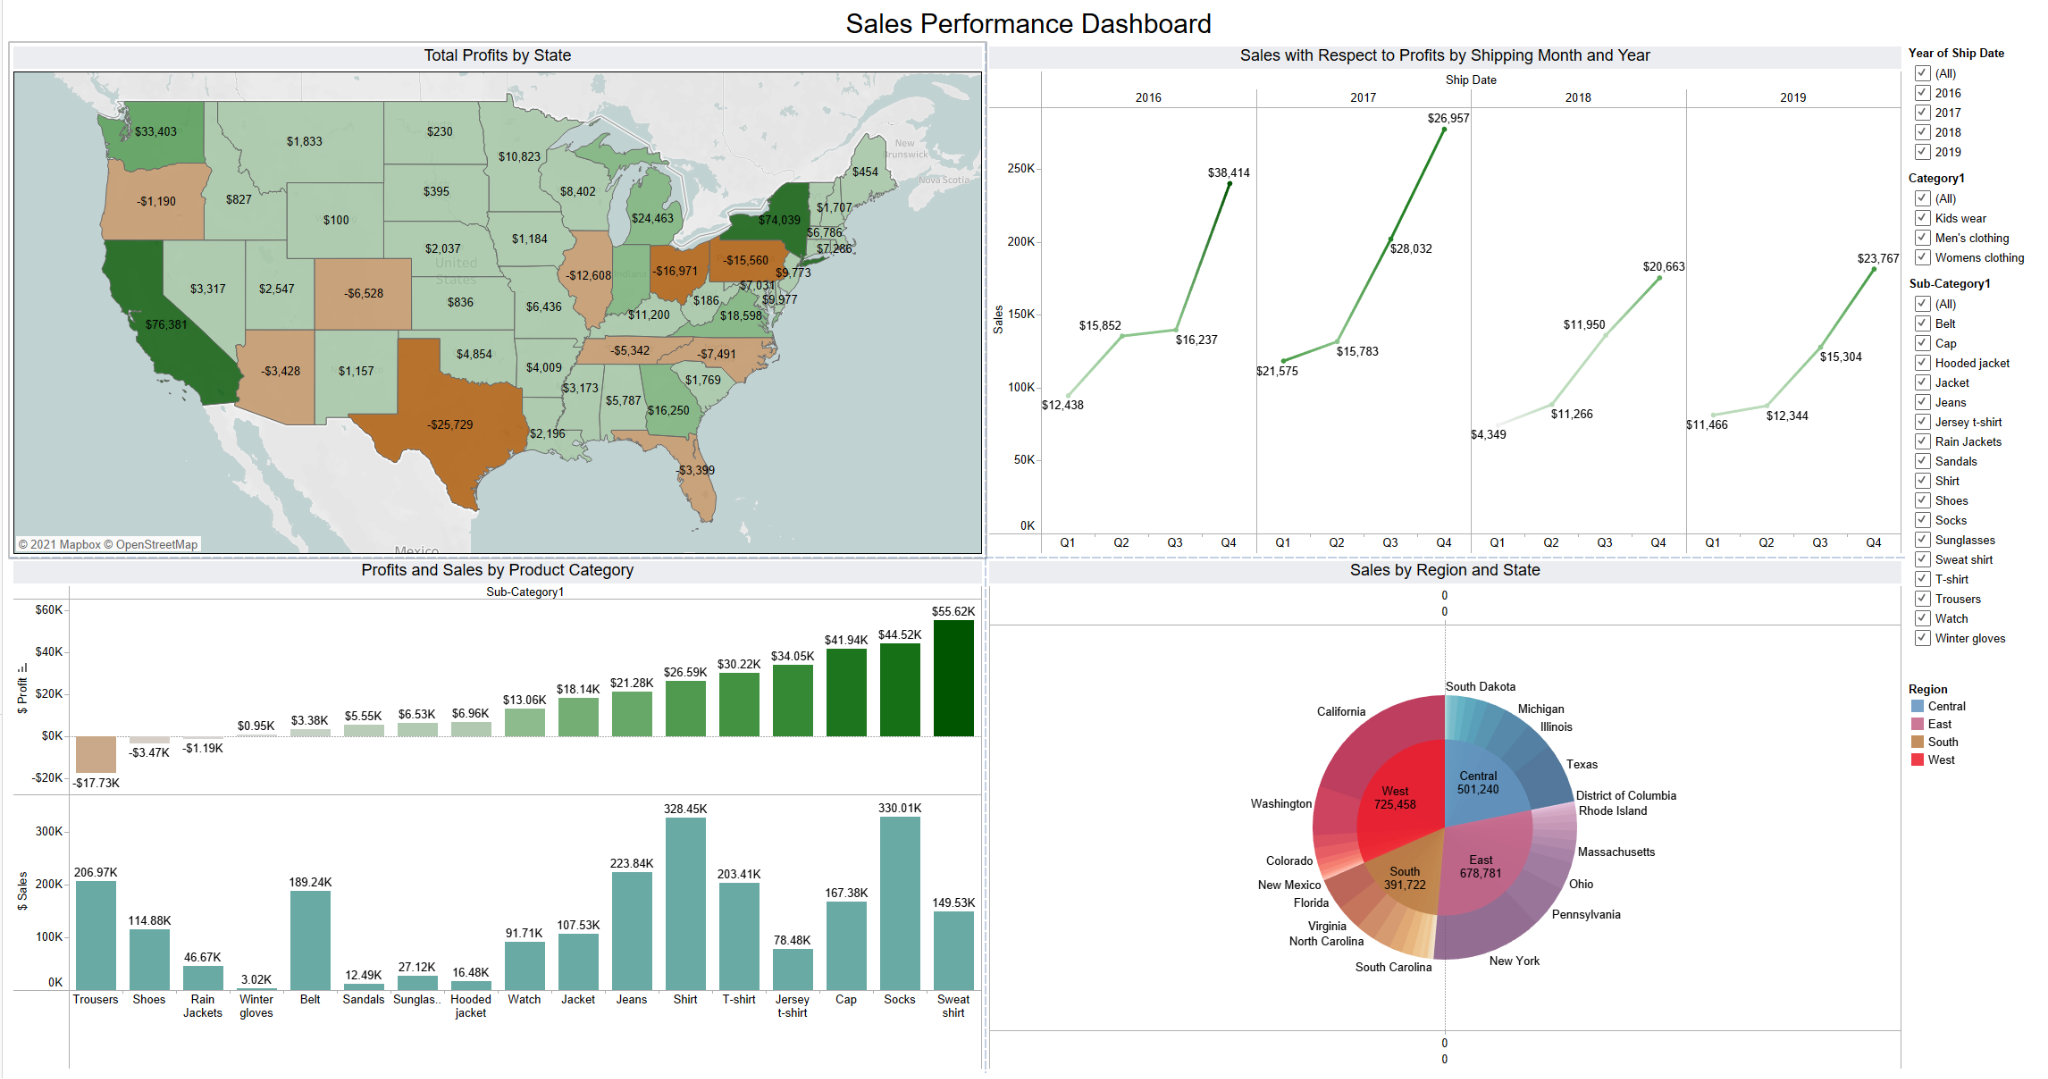 Sales Performance Dashboard
Total Profits by State
$33,403
$1,833
$230
$10,823
$454
-$1,190
$827
$100
$395
$8,402
$24,463
$74,039
$1,707
$6,786
$7,286
$1,184
$2,037
United
States
-$12,608
-$16,971
-$15,560
$9,773
$7,031
$9,977
$3,317
$2,547
-$6,528
$836
$6,436
$186
$11,200
$18,598
$76,381
-$3,428
$1,157
$4,854
$4,009
-$5,342
-$7,491
$3,173
$5,787
$16,250
$1,769
-$25,729
$2,196
-$3,399
New
Brunswick
Nova Scotia
Mexico
© 2021 Mapbox © OpenStreetMap
Sales with Respect to Profits by Shipping Month and Year
Ship Date
2016 2017 2018 2019
Sales
250K
200K
150K
100K
50K
0K
$12,438
$15,852
$16,237
$38,414
$21,575
$15,783
$28,032
$26,957
$4,349
$11,266
$11,950
$20,663
$11,466
$12,344
$15,304
$23,767
Q1 Q2 Q3 Q4 Q1 Q2 Q3 Q4 Q1 Q2 Q3 Q4 Q1 Q2 Q3 Q4
Year of Ship Date
(All)
2016
2017
2018
2019
Category1
(All)
Kids wear
Men's clothing
Womens clothing
Sub-Category1
(All)
Belt
Cap
Hooded jacket
Jacket
Jeans
Jersey t-shirt
Rain Jackets
Sandals
Shirt
Shoes
Socks
Sunglasses
Sweat shirt
T-shirt
Trousers
Watch
Winter gloves
Region
Central
East
South
West
Profits and Sales by Product Category
Sub-Category1
$ Profit
$60K
$40K
$20K
$0K
-$20K
-$17.73K
-$3.47K
-$1.19K
$0.95K
$3.38K
$5.55K
$6.53K
$6.96K
$13.06K
$18.14K
$21.28K
$26.59K
$30.22K
$34.05K
$41.94K
$44.52K
$55.62K
$ Sales
300K
200K
100K
0K
206.97K
114.88K
46.67K
3.02K
189.24K
12.49K
27.12K
16.48K
91.71K
107.53K
223.84K
328.45K
203.41K
78.48K
167.38K
330.01K
149.53K
Trousers
Shoes
Rain
Jackets
Winter
gloves
Belt
Sandals
Sunglas..
Hooded
jacket
Watch
Jacket
Jeans
Shirt
T-shirt
Jersey
t-shirt
Cap
Socks
Sweat
shirt
Sales by Region and State
0
0
South Dakota
Michigan
Illinois
Texas
District of Columbia
Rhode Island
Massachusetts
Ohio
Pennsylvania
New York
South Carolina
North Carolina
Virginia
Florida
New Mexico
Colorado
Washington
California
Central
501,240
West
725,458
East
678,781
South
391,722
0
0